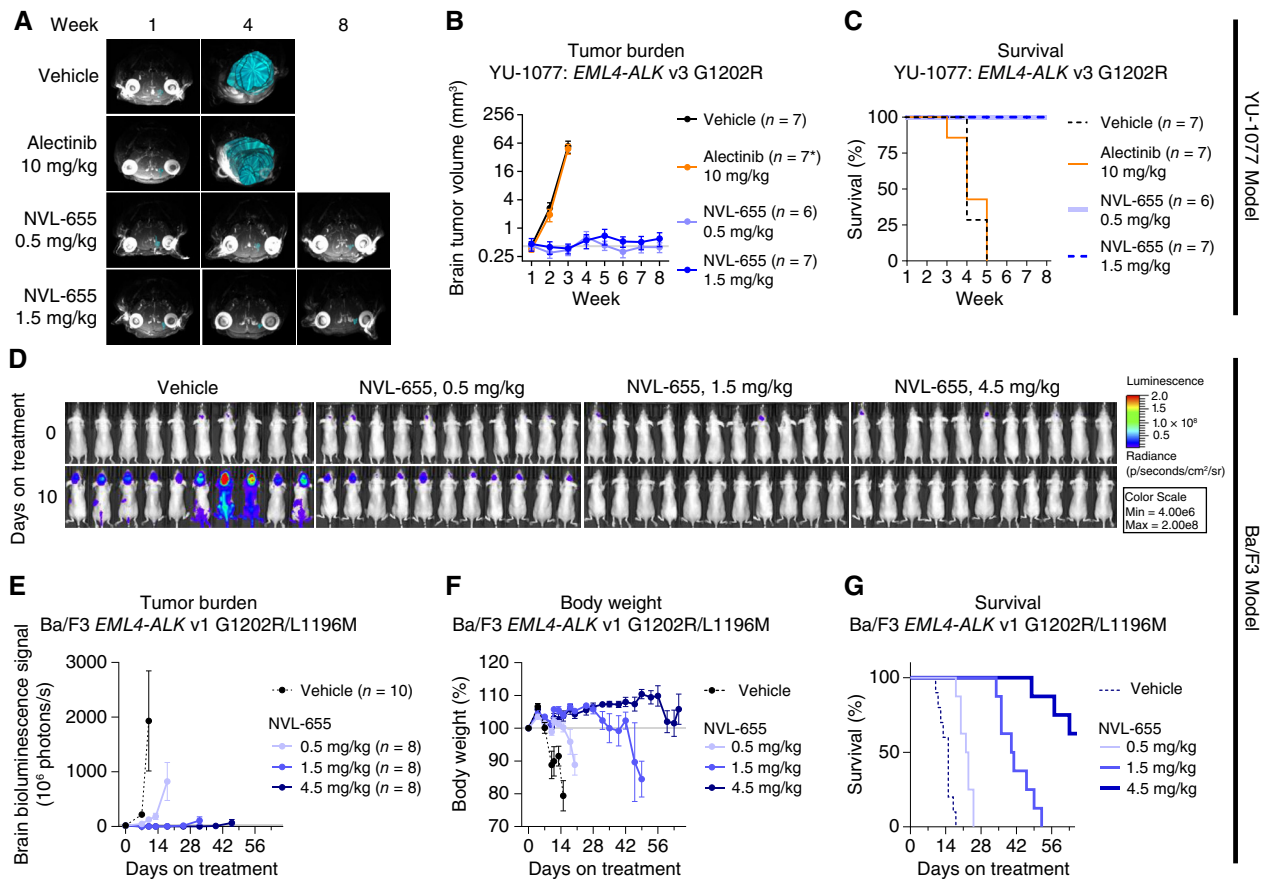 A
Week 1 4 8
Vehicle
Alectinib
10 mg/kg
NVL-655
0.5 mg/kg
NVL-655
1.5 mg/kg
B
Tumor burden
YU-1077: EML4-ALK v3 G1202R
Brain tumor volume (mm³)
256
64
16
4
1
0.25
1 2 3 4 5 6 7 8
Week
Vehicle (n = 7)
Alectinib (n = 7*)
10 mg/kg
NVL-655 (n = 6)
0.5 mg/kg
NVL-655 (n = 7)
1.5 mg/kg
C
Survival
YU-1077: EML4-ALK v3 G1202R
Survival (%)
100
75
50
25
0
1 2 3 4 5 6 7 8
Week
Vehicle (n = 7)
Alectinib (n = 7)
10 mg/kg
NVL-655 (n = 6)
0.5 mg/kg
NVL-655 (n = 7)
1.5 mg/kg
YU-1077 Model
D
Days on treatment
Vehicle
NVL-655, 0.5 mg/kg
NVL-655, 1.5 mg/kg
NVL-655, 4.5 mg/kg
0
10
Luminescence
2.0
1.5
1.0 × 10⁸
0.5
Radiance
(p/seconds/cm²/sr)
Color Scale
Min = 4.00e6
Max = 2.00e8
E
Tumor burden
Ba/F3 EML4-ALK v1 G1202R/L1196M
Brain bioluminescence signal
(10⁶ photons/s)
3000
2000
1000
0
0 14 28 42 56
Days on treatment
Vehicle (n = 10)
NVL-655
0.5 mg/kg (n = 8)
1.5 mg/kg (n = 8)
4.5 mg/kg (n = 8)
F
Body weight
Ba/F3 EML4-ALK v1 G1202R/L1196M
Body weight (%)
120
110
100
90
80
70
0 14 28 42 56
Days on treatment
Vehicle
NVL-655
0.5 mg/kg
1.5 mg/kg
4.5 mg/kg
G
Survival
Ba/F3 EML4-ALK v1 G1202R/L1196M
Survival (%)
100
50
0
0 14 28 42 56
Days on treatment
Vehicle
NVL-655
0.5 mg/kg
1.5 mg/kg
4.5 mg/kg
Ba/F3 Model